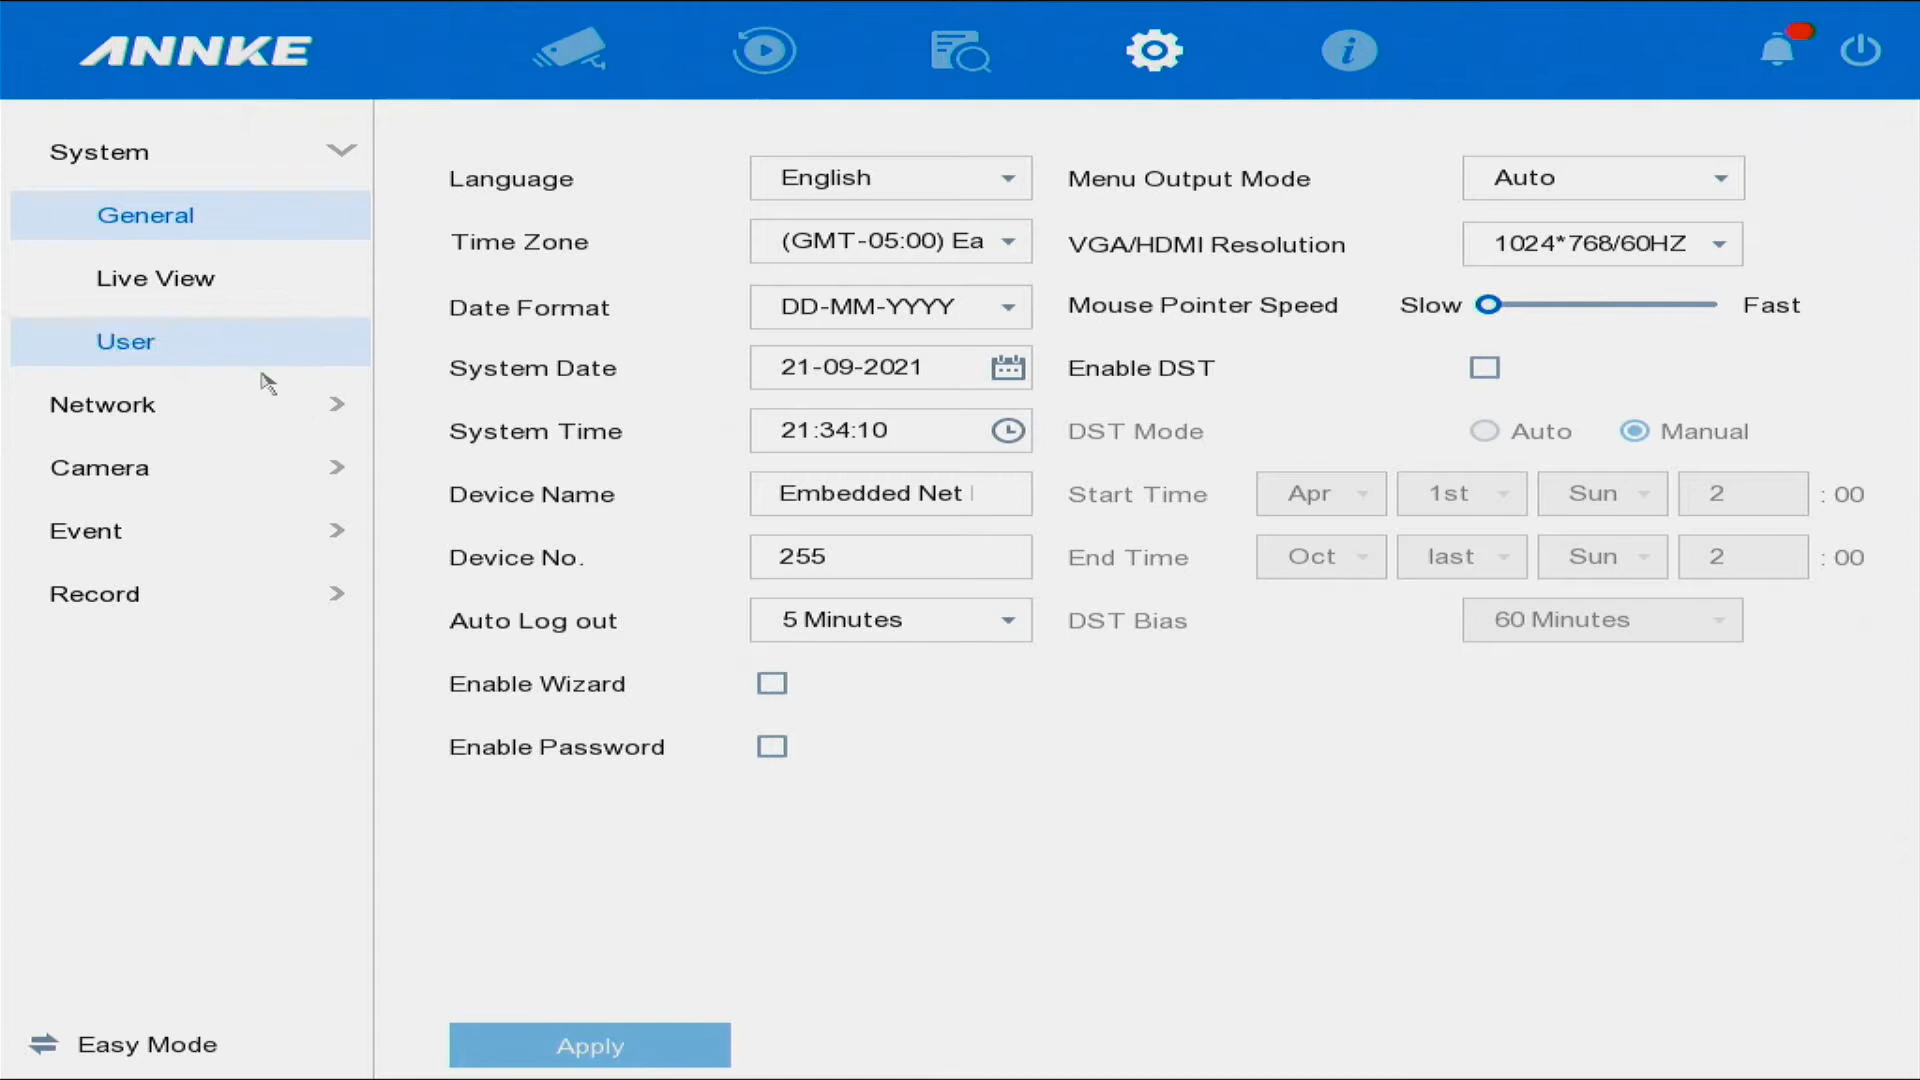 ANNKE
System
General
Live View
User
Network
Camera
Event
Record
Easy Mode
Language English
Time Zone (GMT-05:00) Ea
Date Format DD-MM-YYYY
System Date 21-09-2021
System Time 21:34:10
Device Name Embedded Net
Device No. 255
Auto Log out 5 Minutes
Enable Wizard
Enable Password
Menu Output Mode Auto
VGA/HDMI Resolution 1024*768/60HZ
Mouse Pointer Speed Slow Fast
Enable DST
DST Mode Auto Manual
Start Time Apr 1st Sun 2 : 00
End Time Oct last Sun 2 : 00
DST Bias 60 Minutes
Apply